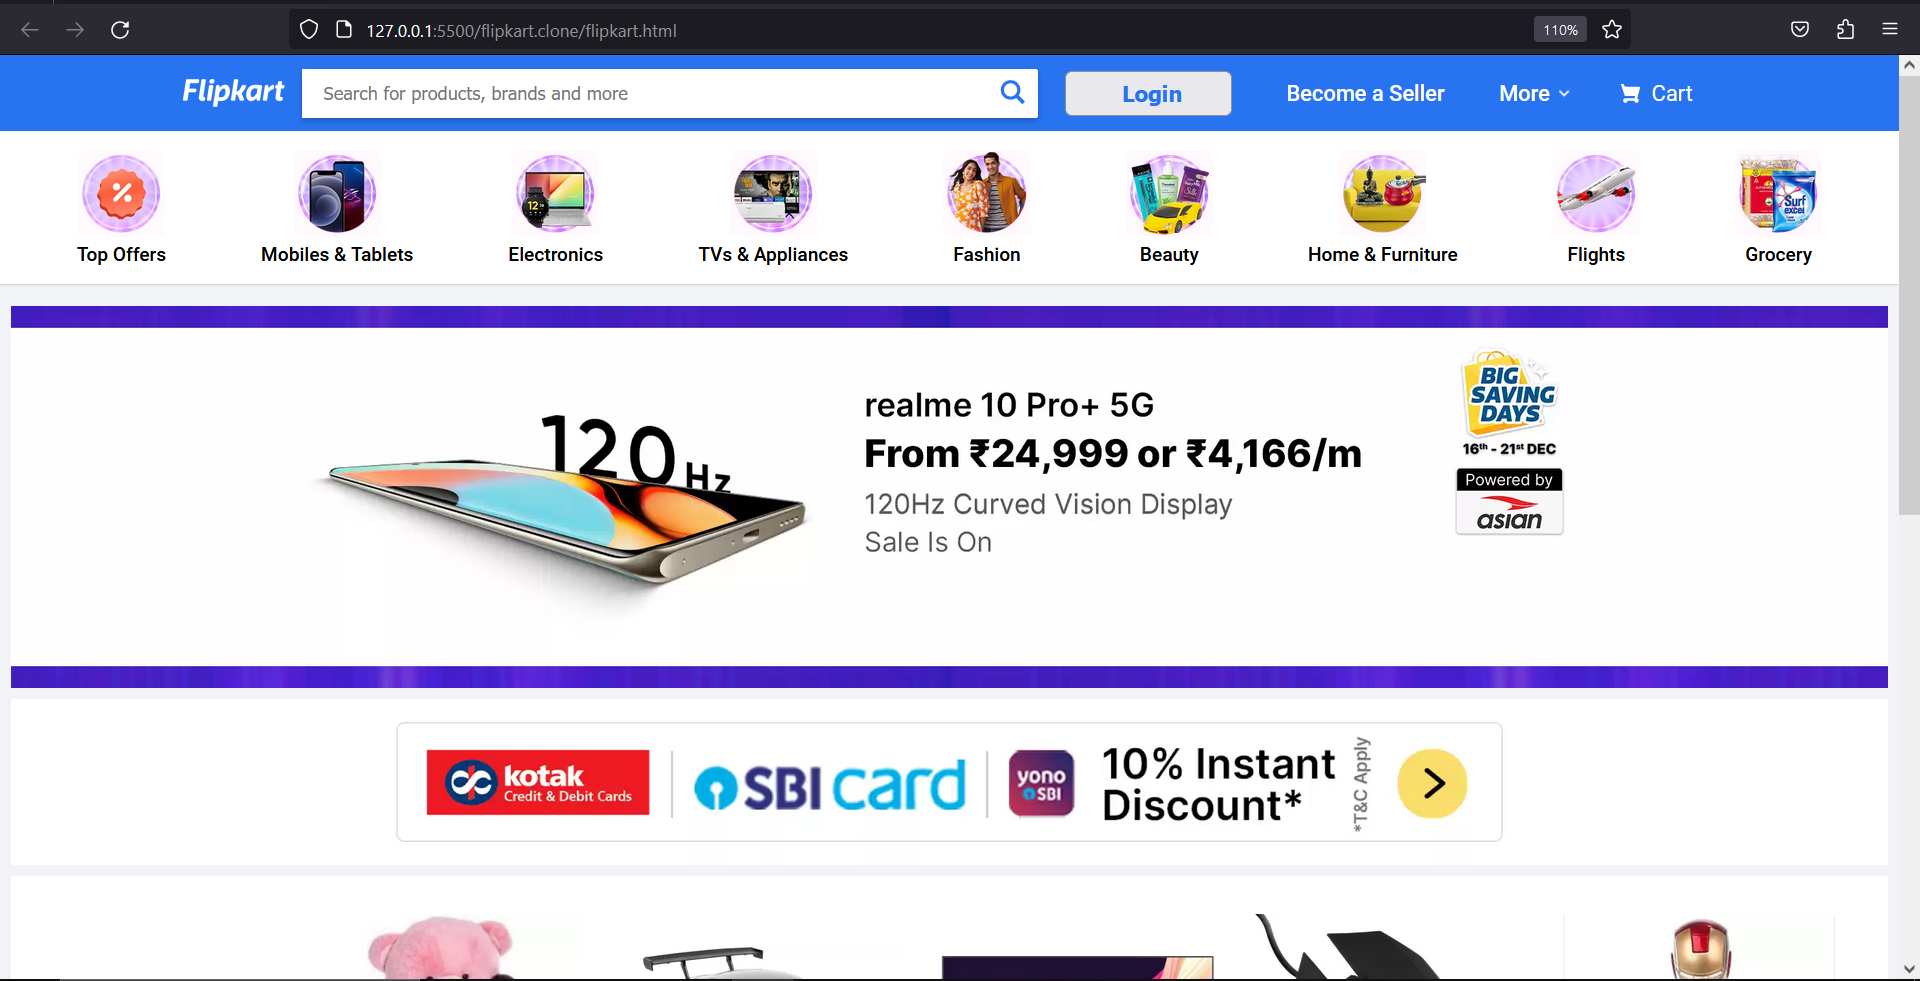 127.0.0.1:5500/flipkart.clone/flipkart.html
110%
Flipkart
Search for products, brands and more
Login
Become a Seller
More
Cart
12
Surf
excel
Top Offers
Mobiles & Tablets
Electronics
TVs & Appliances
Fashion
Beauty
Home & Furniture
Flights
Grocery
120Hz
realme 10 Pro+ 5G
From ₹24,999 or ₹4,166/m
120Hz Curved Vision Display
Sale Is On
BIG
SAVING
DAYS
16th - 21st DEC
Powered by
asian
kotak
Credit & Debit Cards
SBI card
yono
SBI
10% Instant
Discount*
*T&C Apply